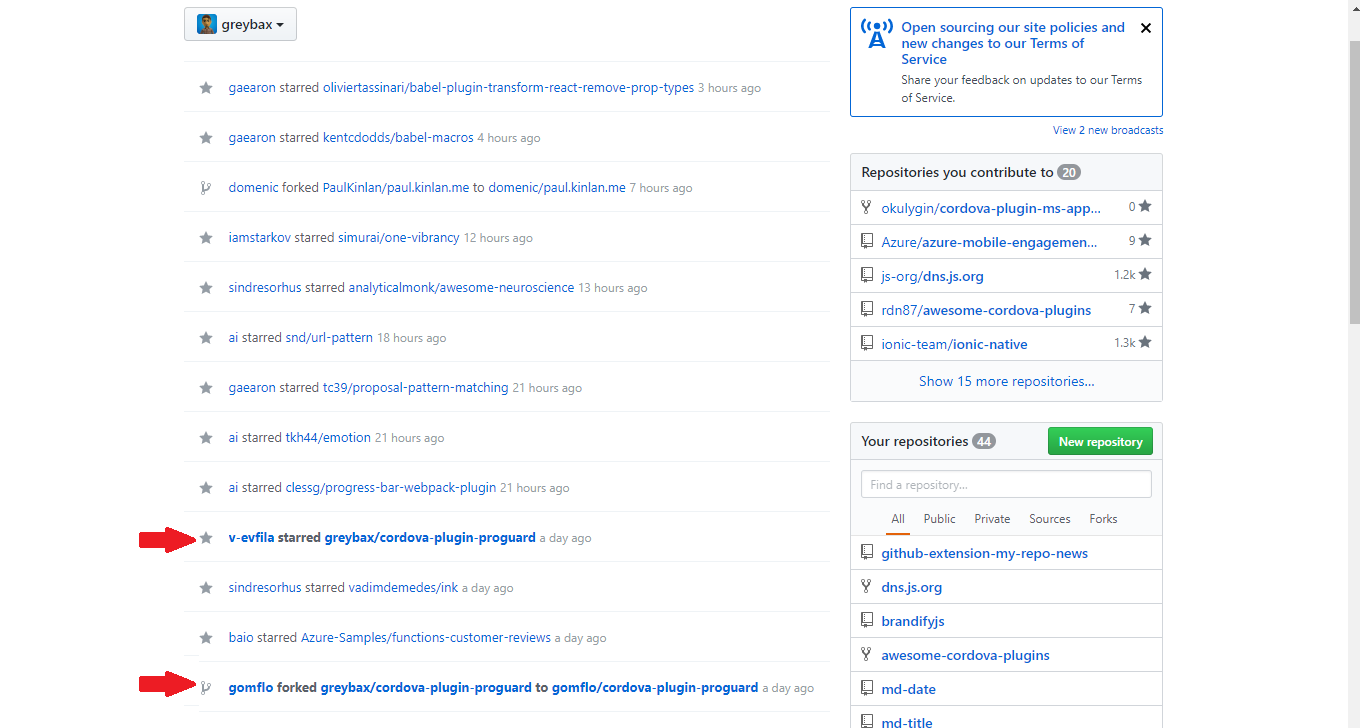 greybax
gaearon starred oliviertassinari/babel-plugin-transform-react-remove-prop-types 3 hours ago
gaearon starred kentcdodds/babel-macros 4 hours ago
domenic forked PaulKinlan/paul.kinlan.me to domenic/paul.kinlan.me 7 hours ago
iamstarkov starred simurai/one-vibrancy 12 hours ago
sindresorhus starred analyticalmonk/awesome-neuroscience 13 hours ago
ai starred snd/url-pattern 18 hours ago
gaearon starred tc39/proposal-pattern-matching 21 hours ago
ai starred tkh44/emotion 21 hours ago
ai starred clessg/progress-bar-webpack-plugin 21 hours ago
v-evfila starred greybax/cordova-plugin-proguard a day ago
sindresorhus starred vadimdemedes/ink a day ago
baio starred Azure-Samples/functions-customer-reviews a day ago
gomflo forked greybax/cordova-plugin-proguard to gomflo/cordova-plugin-proguard a day ago
Open sourcing our site policies and
new changes to our Terms of
Service
Share your feedback on updates to our Terms
of Service.
View 2 new broadcasts
Repositories you contribute to 20
okulygin/cordova-plugin-ms-app... 0
Azure/azure-mobile-engagemen... 9
js-org/dns.js.org 1.2k
rdn87/awesome-cordova-plugins 7
ionic-team/ionic-native 1.3k
Show 15 more repositories...
Your repositories 44 New repository
Find a repository...
All Public Private Sources Forks
github-extension-my-repo-news
dns.js.org
brandifyjs
awesome-cordova-plugins
md-date
md-title